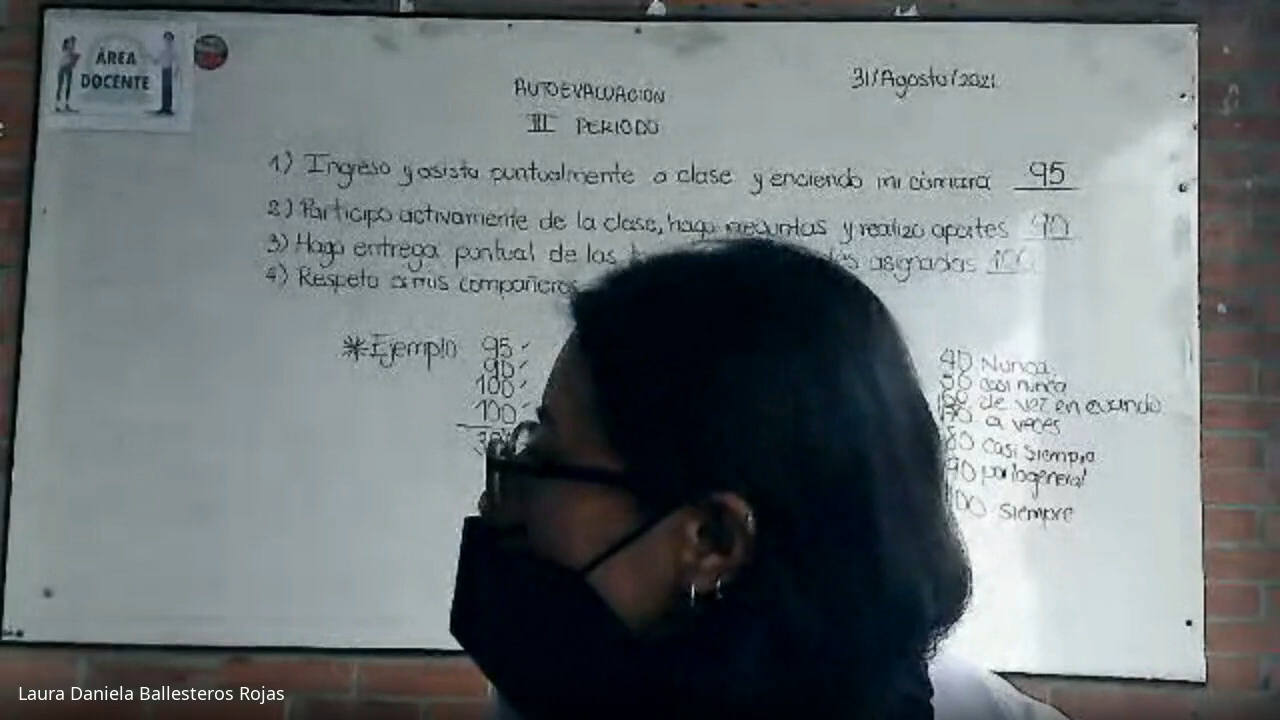 ÁREA
DOCENTE
31/Agosto/2021
AUTOEVALUACIÓN
III PERIODO
1) Ingreso y asisto puntualmente a clase y enciendo mi cámara 95
2) Participo activamente de la clase, hago preguntas y realizo aportes 90
3) Hago entrega puntual de las asignadas 100
4) Respeto a mis compañeros
*Ejemplo 95
90
100
100
40 Nunca
50 casi nunca
de vez en cuando
70 a veces
80 casi siempre
90 por lo general
100 siempre
Laura Daniela Ballesteros Rojas